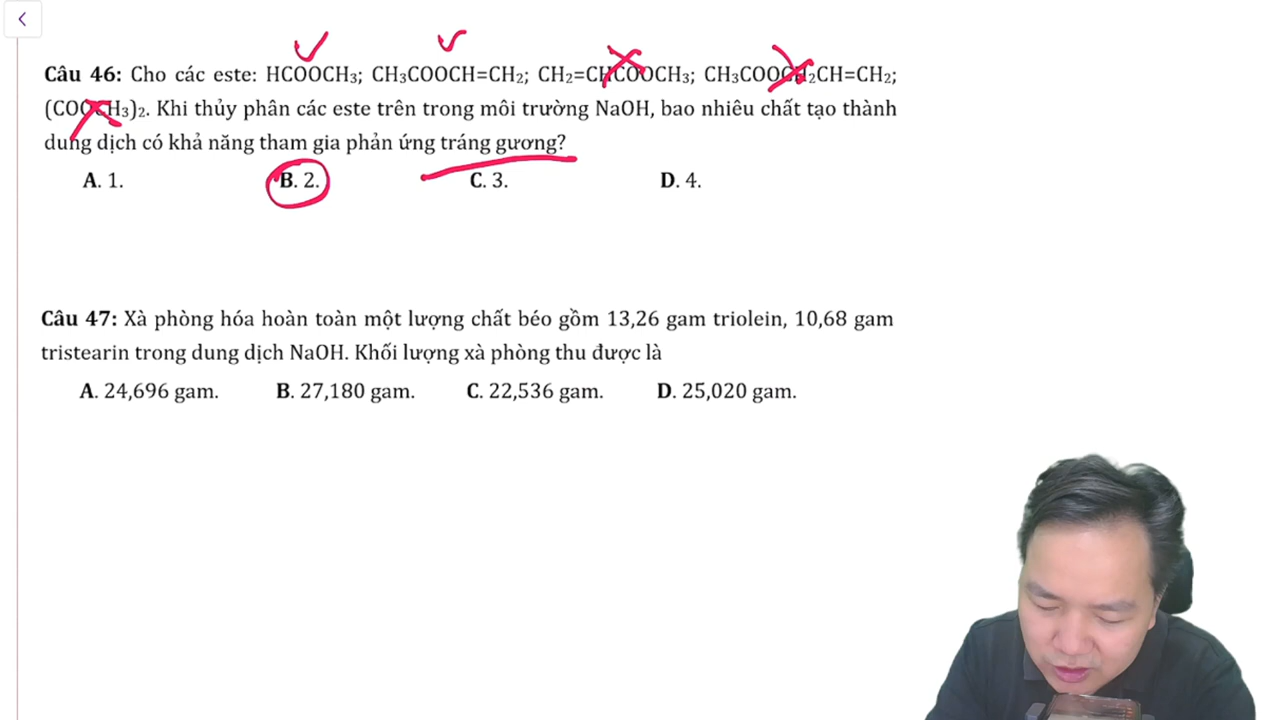 Câu 46: Cho các este: HCOOCH₃; CH₃COOCH=CH₂; CH₂=CHCOOCH₃; CH₃COOCH₂CH=CH₂;
(COOCH₃)₂. Khi thủy phân các este trên trong môi trường NaOH, bao nhiêu chất tạo thành
dung dịch có khả năng tham gia phản ứng tráng gương?
A. 1. B. 2. C. 3. D. 4.
Câu 47: Xà phòng hóa hoàn toàn một lượng chất béo gồm 13,26 gam triolein, 10,68 gam
tristearin trong dung dịch NaOH. Khối lượng xà phòng thu được là
A. 24,696 gam. B. 27,180 gam. C. 22,536 gam. D. 25,020 gam.